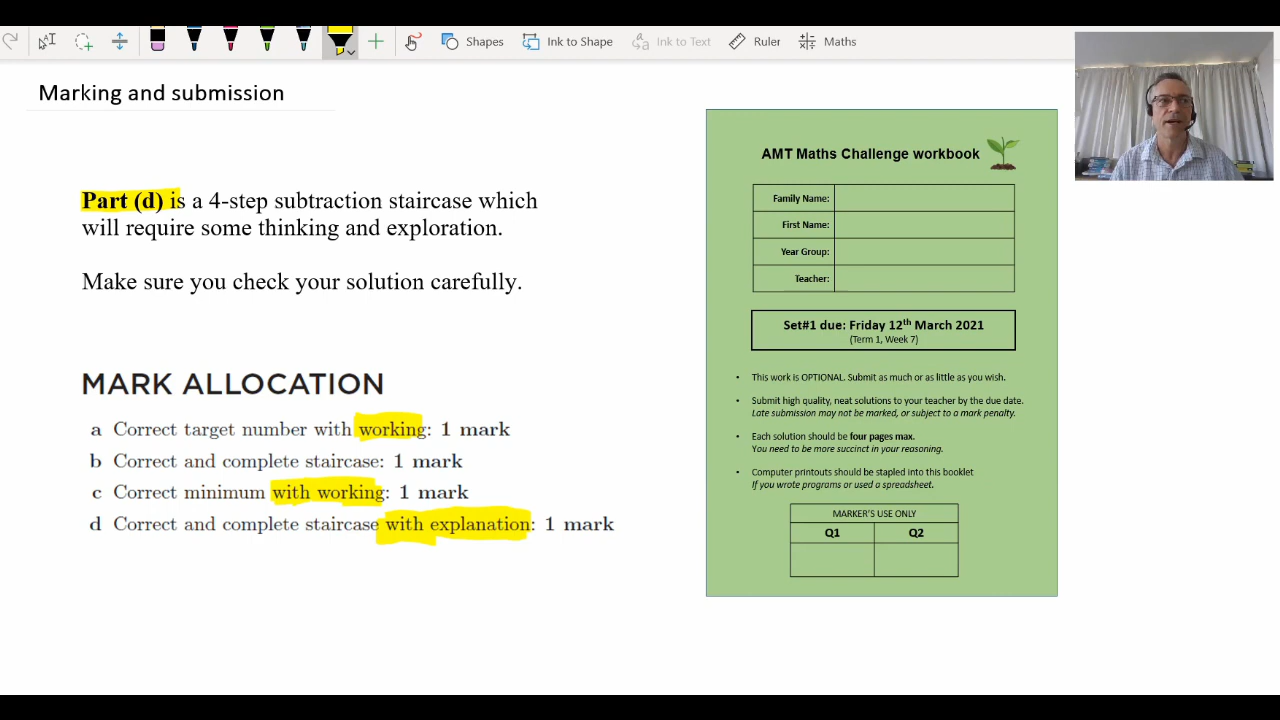 Shapes
Ink to Shape
Ink to Text
Ruler
Maths
Marking and submission
Part (d) is a 4-step subtraction staircase which
will require some thinking and exploration.
Make sure you check your solution carefully.
MARK ALLOCATION
a Correct target number with working: 1 mark
b Correct and complete staircase: 1 mark
c Correct minimum with working: 1 mark
d Correct and complete staircase with explanation: 1 mark
AMT Maths Challenge workbook
Family Name:
First Name:
Year Group:
Teacher:
Set#1 due: Friday 12th March 2021
(Term 1, Week 7)
• This work is OPTIONAL. Submit as much or as little as you wish.
• Submit high quality, neat solutions to your teacher by the due date.
Late submission may not be marked, or subject to a mark penalty.
• Each solution should be four pages max.
You need to be more succinct in your reasoning.
• Computer printouts should be stapled into this booklet
If you wrote programs or used a spreadsheet.
MARKER'S USE ONLY
Q1 Q2